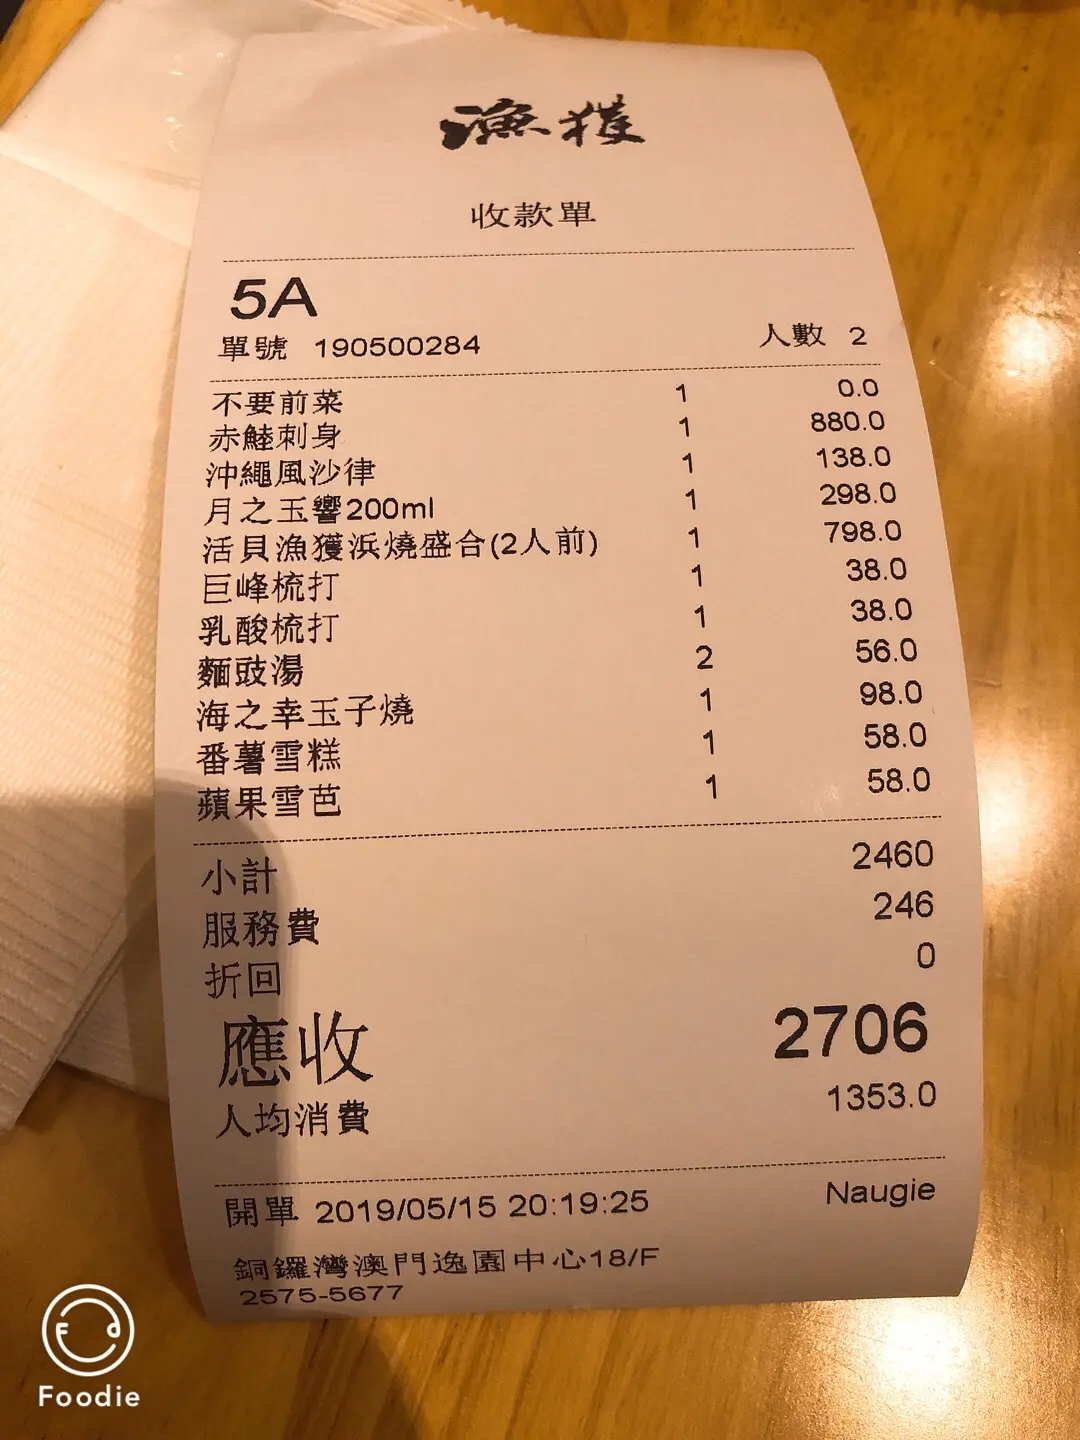 漁獲
收款單
5A
單號 190500284 人數 2
不要前菜 1 0.0
赤鯥刺身 1 880.0
沖繩風沙律 1 138.0
月之玉響200ml 1 298.0
活貝漁獲浜燒盛合(2人前) 1 798.0
巨峰梳打 1 38.0
乳酸梳打 1 38.0
麵豉湯 2 56.0
海之幸玉子燒 1 98.0
番薯雪糕 1 58.0
蘋果雪芭 1 58.0
小計 2460
服務費 246
折回 0
應收 2706
人均消費 1353.0
開單 2019/05/15 20:19:25 Naugie
銅鑼灣澳門逸園中心18/F
2575-5677
Foodie